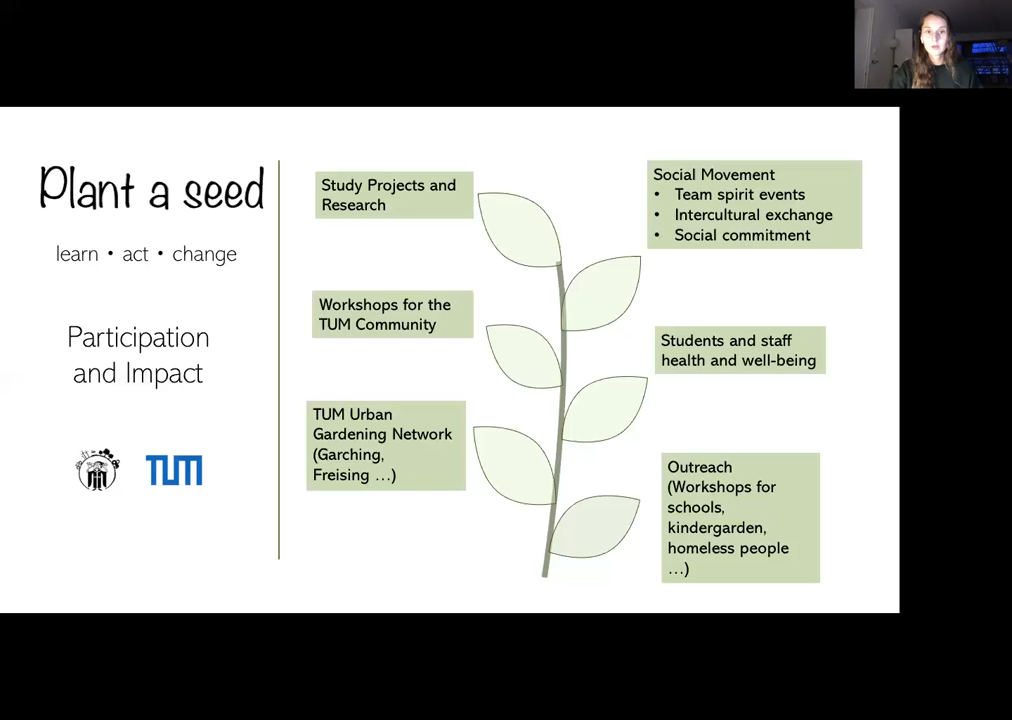 Plant a seed
learn • act • change
Participation
and Impact
TUM
Study Projects and
Research
Workshops for the
TUM Community
TUM Urban
Gardening Network
(Garching,
Freising ...)
Social Movement
• Team spirit events
• Intercultural exchange
• Social commitment
Students and staff
health and well-being
Outreach
(Workshops for
schools,
kindergarden,
homeless people
...)